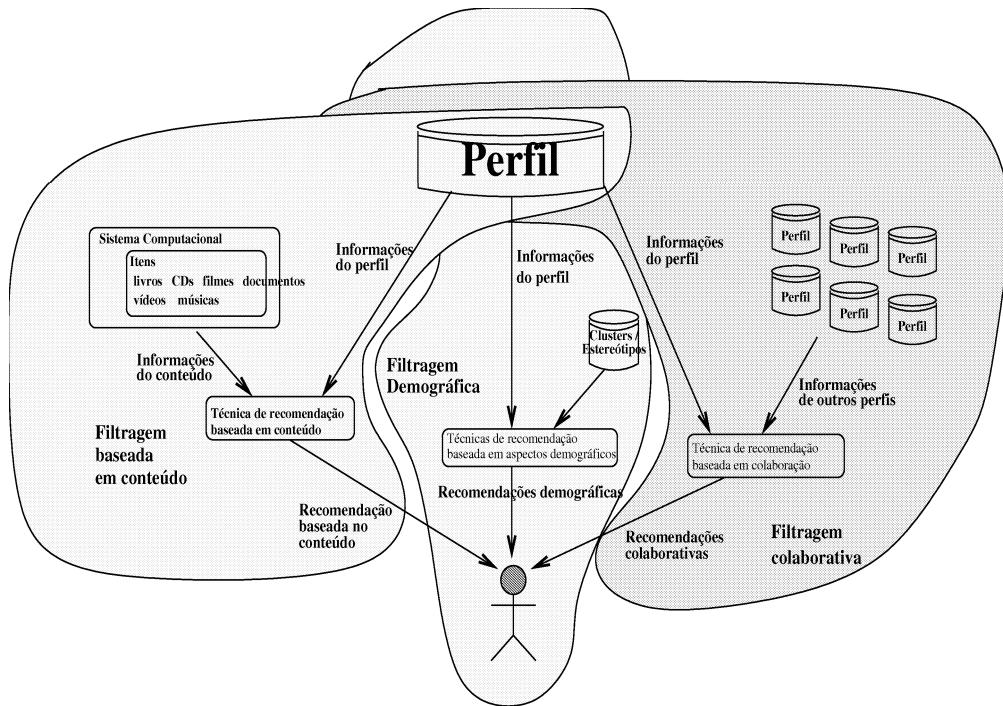 Perfil
Sistema Computacional
Itens
livros CDs filmes documentos
vídeos músicas
Informações
do perfil
Informações
do conteúdo
Técnica de recomendação
baseada em conteúdo
Filtragem
baseada
em conteúdo
Recomendação
baseada no
conteúdo
Informações
do perfil
Clusters /
Estereótipos
Filtragem
Demográfica
Técnicas de recomendação
baseada em aspectos demográficos
Recomendações demográficas
Informações
do perfil
Perfil
Perfil
Perfil
Perfil
Perfil
Perfil
Informações
de outros perfis
Técnica de recomendação
baseada em colaboração
Recomendações
colaborativas
Filtragem
colaborativa